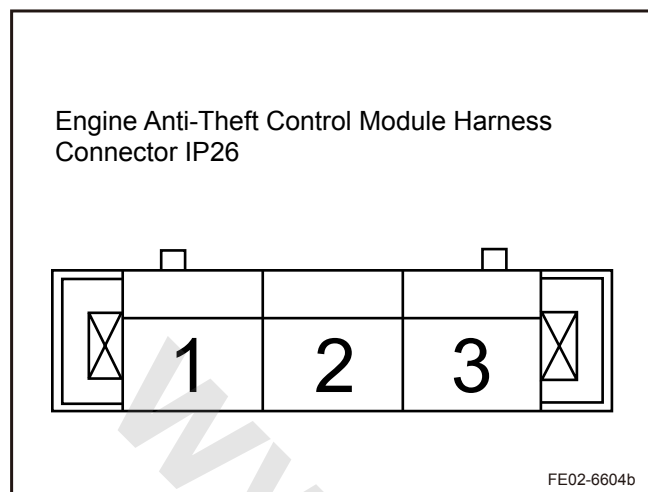 Engine Anti-Theft Control Module Harness
Connector IP26
1 2 3
FE02-6604b